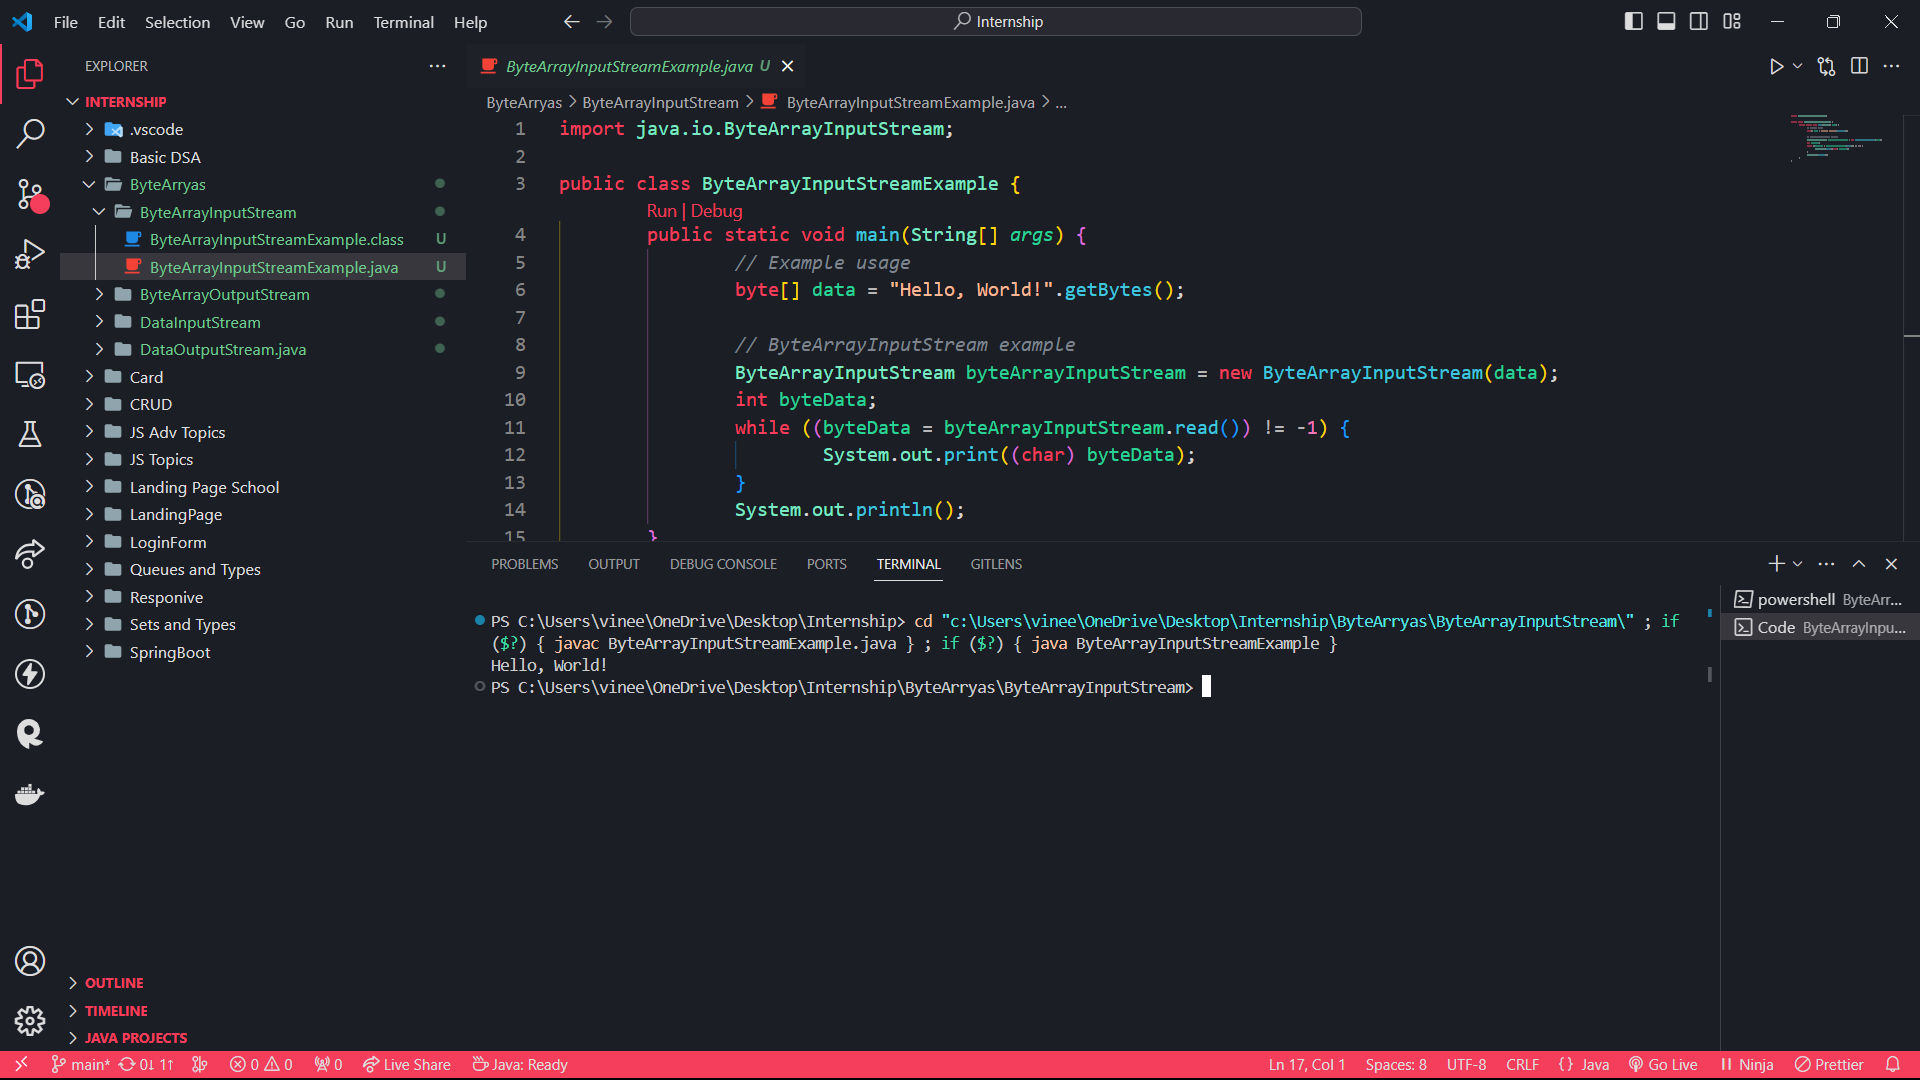 File Edit Selection View Go Run Terminal Help
Internship
EXPLORER
INTERNSHIP
.vscode
Basic DSA
ByteArryas
ByteArrayInputStream
ByteArrayInputStreamExample.class U
ByteArrayInputStreamExample.java U
ByteArrayOutputStream
DataInputStream
DataOutputStream.java
Card
CRUD
JS Adv Topics
JS Topics
Landing Page School
LandingPage
LoginForm
Queues and Types
Responive
Sets and Types
SpringBoot
OUTLINE
TIMELINE
JAVA PROJECTS
ByteArrayInputStreamExample.java U
ByteArryas > ByteArrayInputStream > ByteArrayInputStreamExample.java > ...
1 import java.io.ByteArrayInputStream;
2
3 public class ByteArrayInputStreamExample {
Run | Debug
4 public static void main(String[] args) {
5 // Example usage
6 byte[] data = "Hello, World!".getBytes();
7
8 // ByteArrayInputStream example
9 ByteArrayInputStream byteArrayInputStream = new ByteArrayInputStream(data);
10 int byteData;
11 while ((byteData = byteArrayInputStream.read()) != -1) {
12 System.out.print((char) byteData);
13 }
14 System.out.println();
15 }
PROBLEMS OUTPUT DEBUG CONSOLE PORTS TERMINAL GITLENS
PS C:\Users\vinee\OneDrive\Desktop\Internship> cd "c:\Users\vinee\OneDrive\Desktop\Internship\ByteArryas\ByteArrayInputStream\" ; if
($?) { javac ByteArrayInputStreamExample.java } ; if ($?) { java ByteArrayInputStreamExample }
Hello, World!
PS C:\Users\vinee\OneDrive\Desktop\Internship\ByteArryas\ByteArrayInputStream>
powershell ByteArr...
Code ByteArrayInpu...
main* 0↓ 1↑ 0 0 0 Live Share Java: Ready Ln 17, Col 1 Spaces: 8 UTF-8 CRLF {} Java Go Live Ninja Prettier